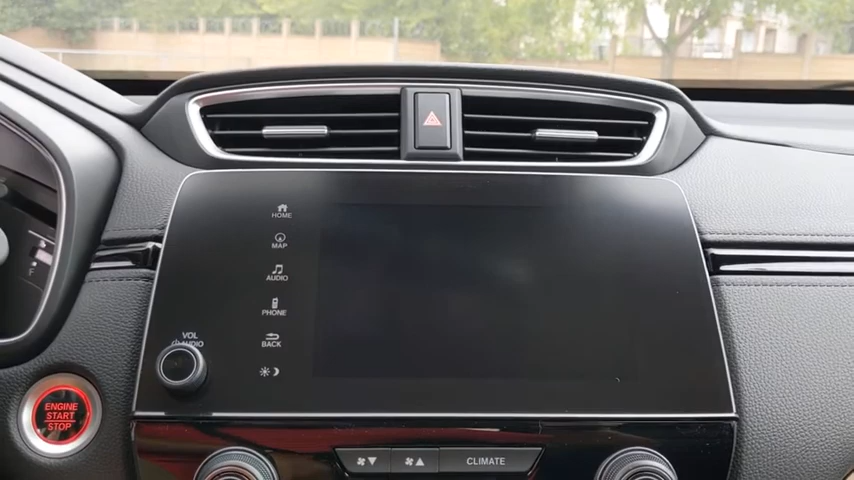 HOME
MAP
AUDIO
PHONE
BACK
VOL
AUDIO
F
ENGINE
START
STOP
CLIMATE